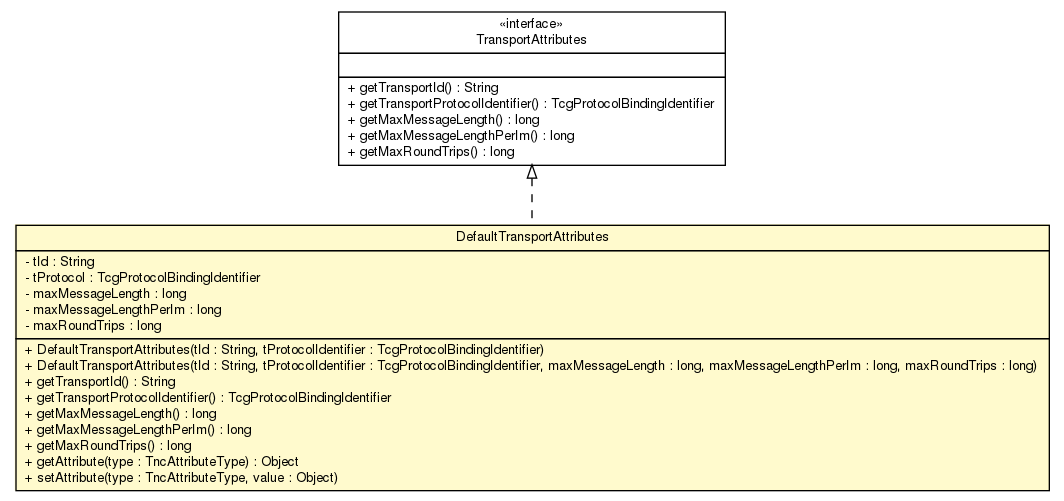 «interface»
TransportAttributes
+ getTransportId() : String
+ getTransportProtocolIdentifier() : TcgProtocolBindingIdentifier
+ getMaxMessageLength() : long
+ getMaxMessageLengthPerIm() : long
+ getMaxRoundTrips() : long
DefaultTransportAttributes
- tId : String
- tProtocol : TcgProtocolBindingIdentifier
- maxMessageLength : long
- maxMessageLengthPerIm : long
- maxRoundTrips : long
+ DefaultTransportAttributes(tId : String, tProtocolIdentifier : TcgProtocolBindingIdentifier)
+ DefaultTransportAttributes(tId : String, tProtocolIdentifier : TcgProtocolBindingIdentifier, maxMessageLength : long, maxMessageLengthPerIm : long, maxRoundTrips : long)
+ getTransportId() : String
+ getTransportProtocolIdentifier() : TcgProtocolBindingIdentifier
+ getMaxMessageLength() : long
+ getMaxMessageLengthPerIm() : long
+ getMaxRoundTrips() : long
+ getAttribute(type : TncAttributeType) : Object
+ setAttribute(type : TncAttributeType, value : Object)